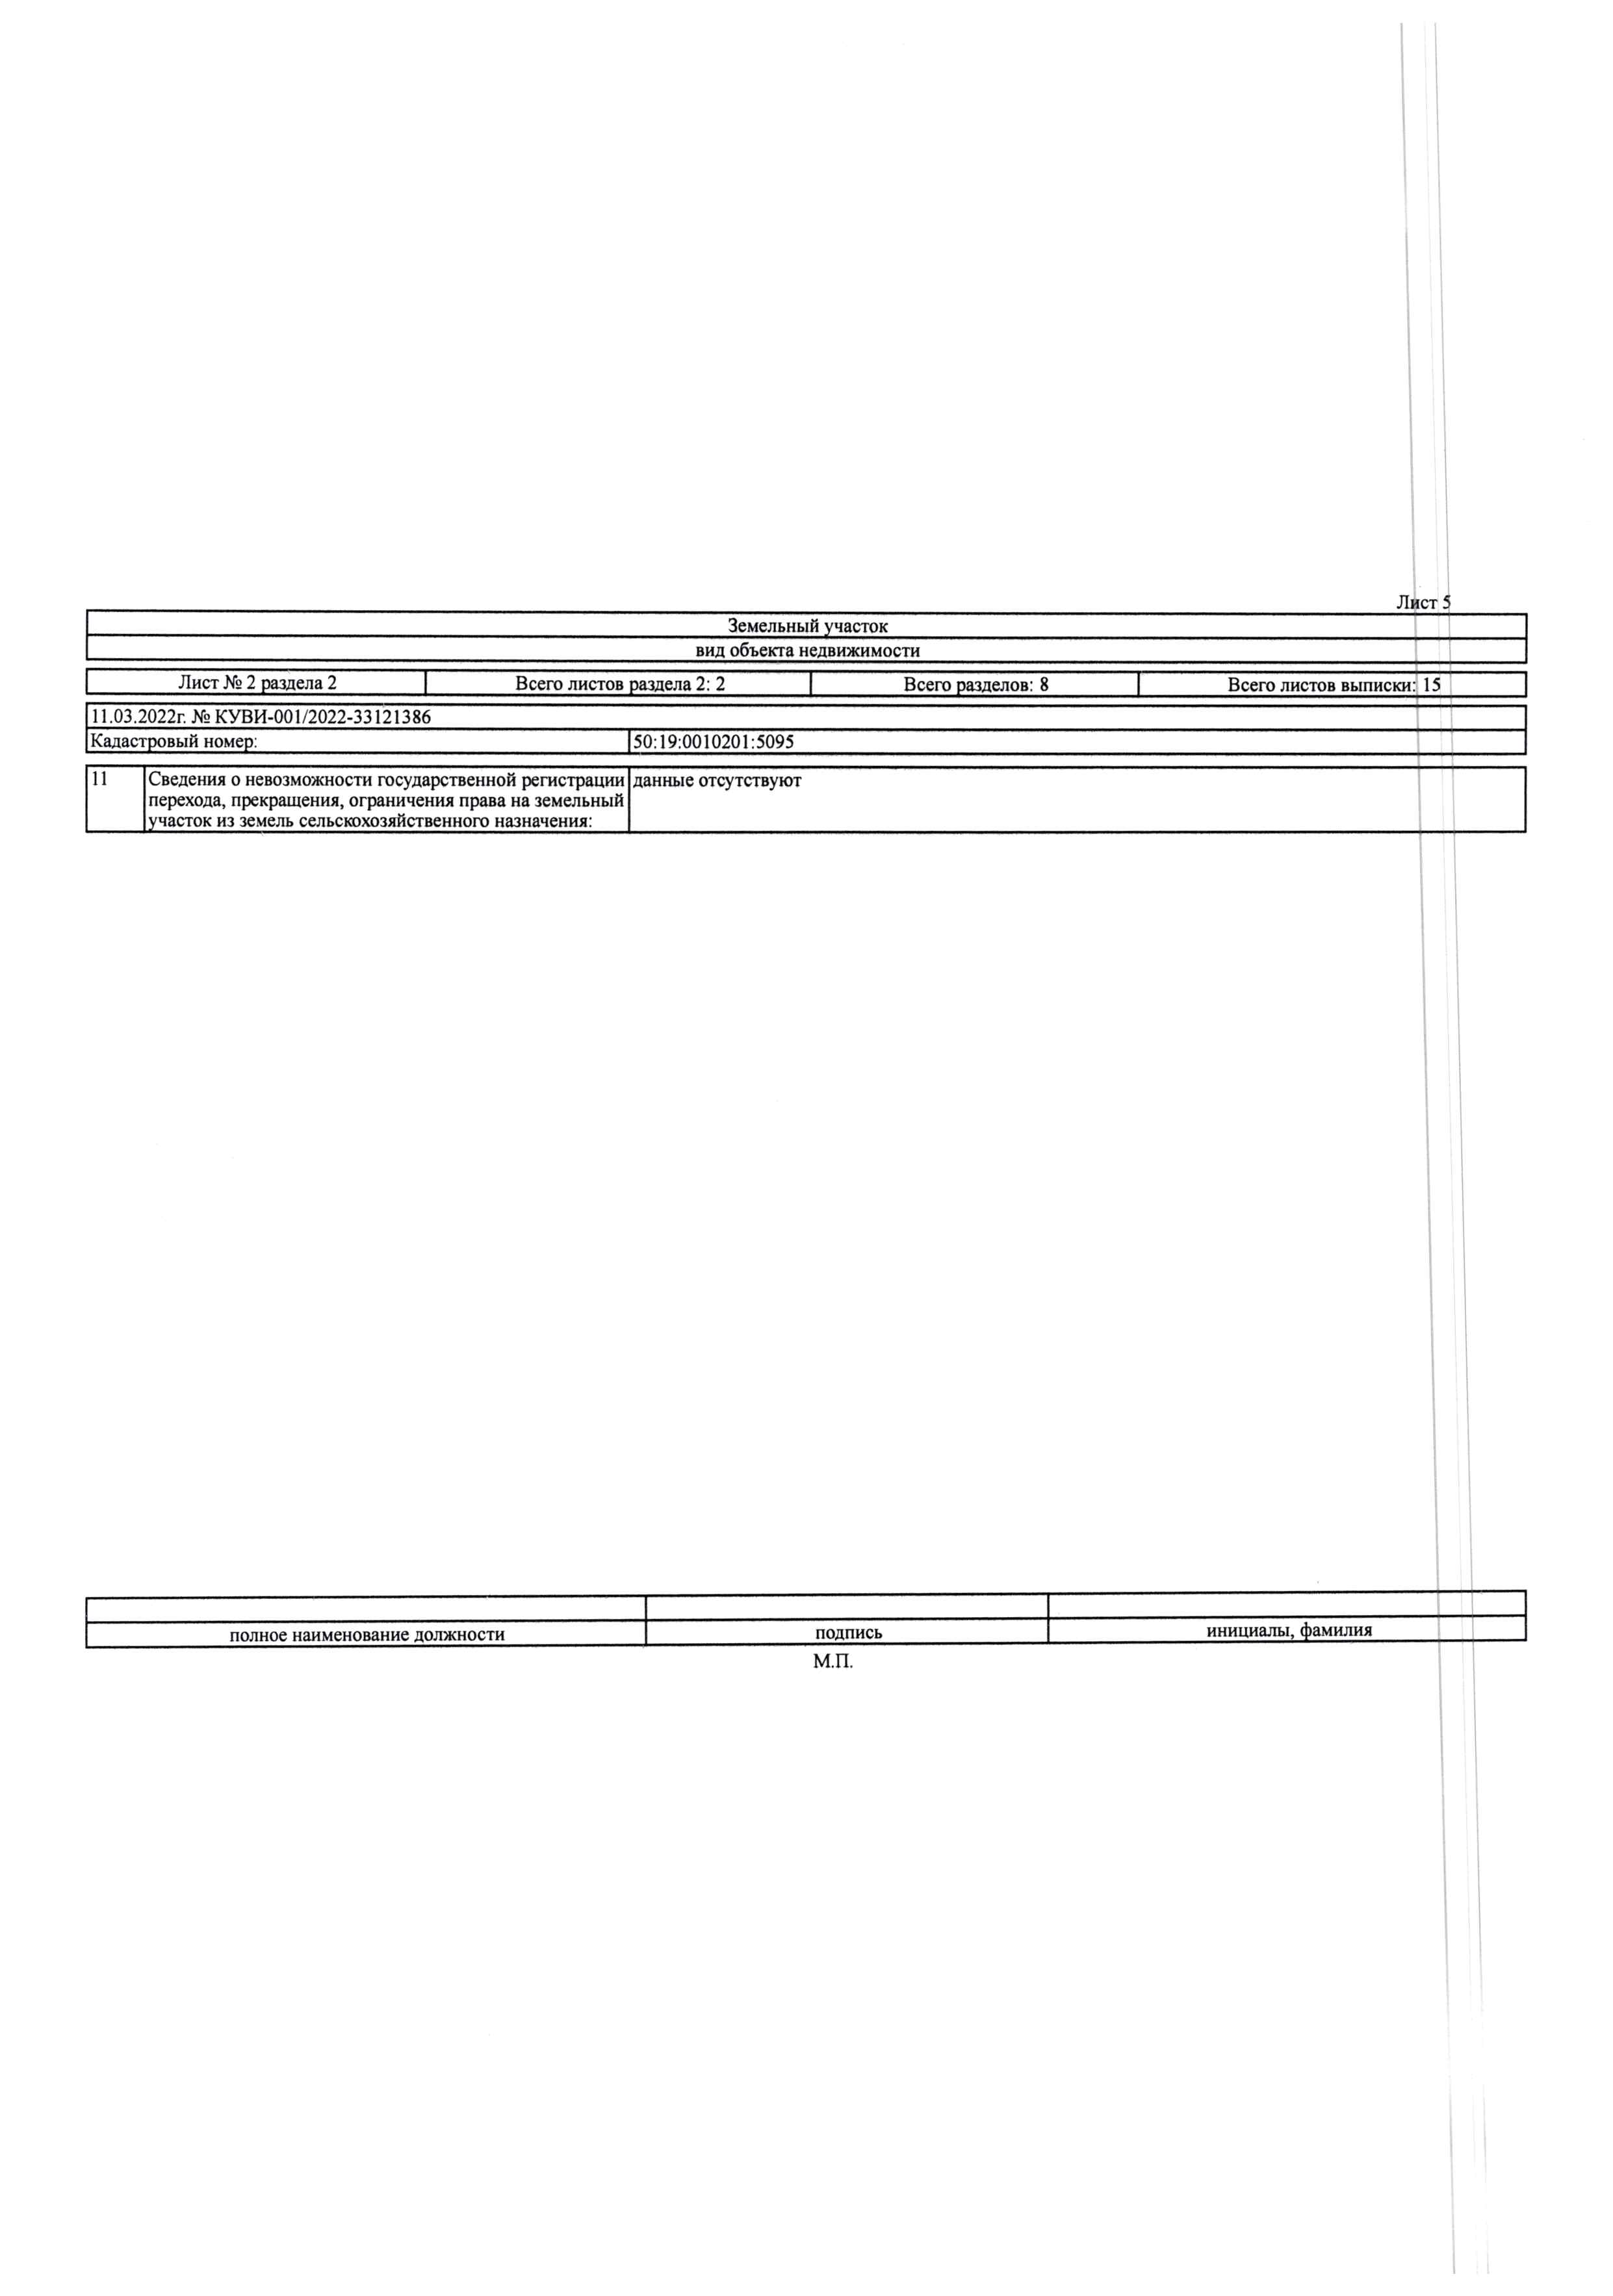 Лист 5
Земельный участок
вид объекта недвижимости
Лист № 2 раздела 2 Всего листов раздела 2: 2 Всего разделов: 8 Всего листов выписки: 15
11.03.2022г. № КУВИ-001/2022-33121386
Кадастровый номер: 50:19:0010201:5095
11 Сведения о невозможности государственной регистрации данные отсутствуют
перехода, прекращения, ограничения права на земельный
участок из земель сельскохозяйственного назначения:
полное наименование должности подпись инициалы, фамилия
М.П.